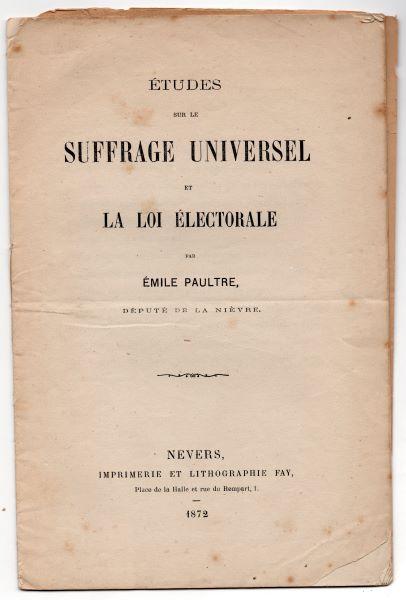 ÉTUDES
SUR LE
SUFFRAGE UNIVERSEL
ET
LA LOI ÉLECTORALE
PAR
ÉMILE PAULTRE,
DÉPUTÉ DE LA NIÈVRE.
NEVERS,
IMPRIMERIE ET LITHOGRAPHIE FAY,
Place de la Halle et rue du Rempart, 1.
1872